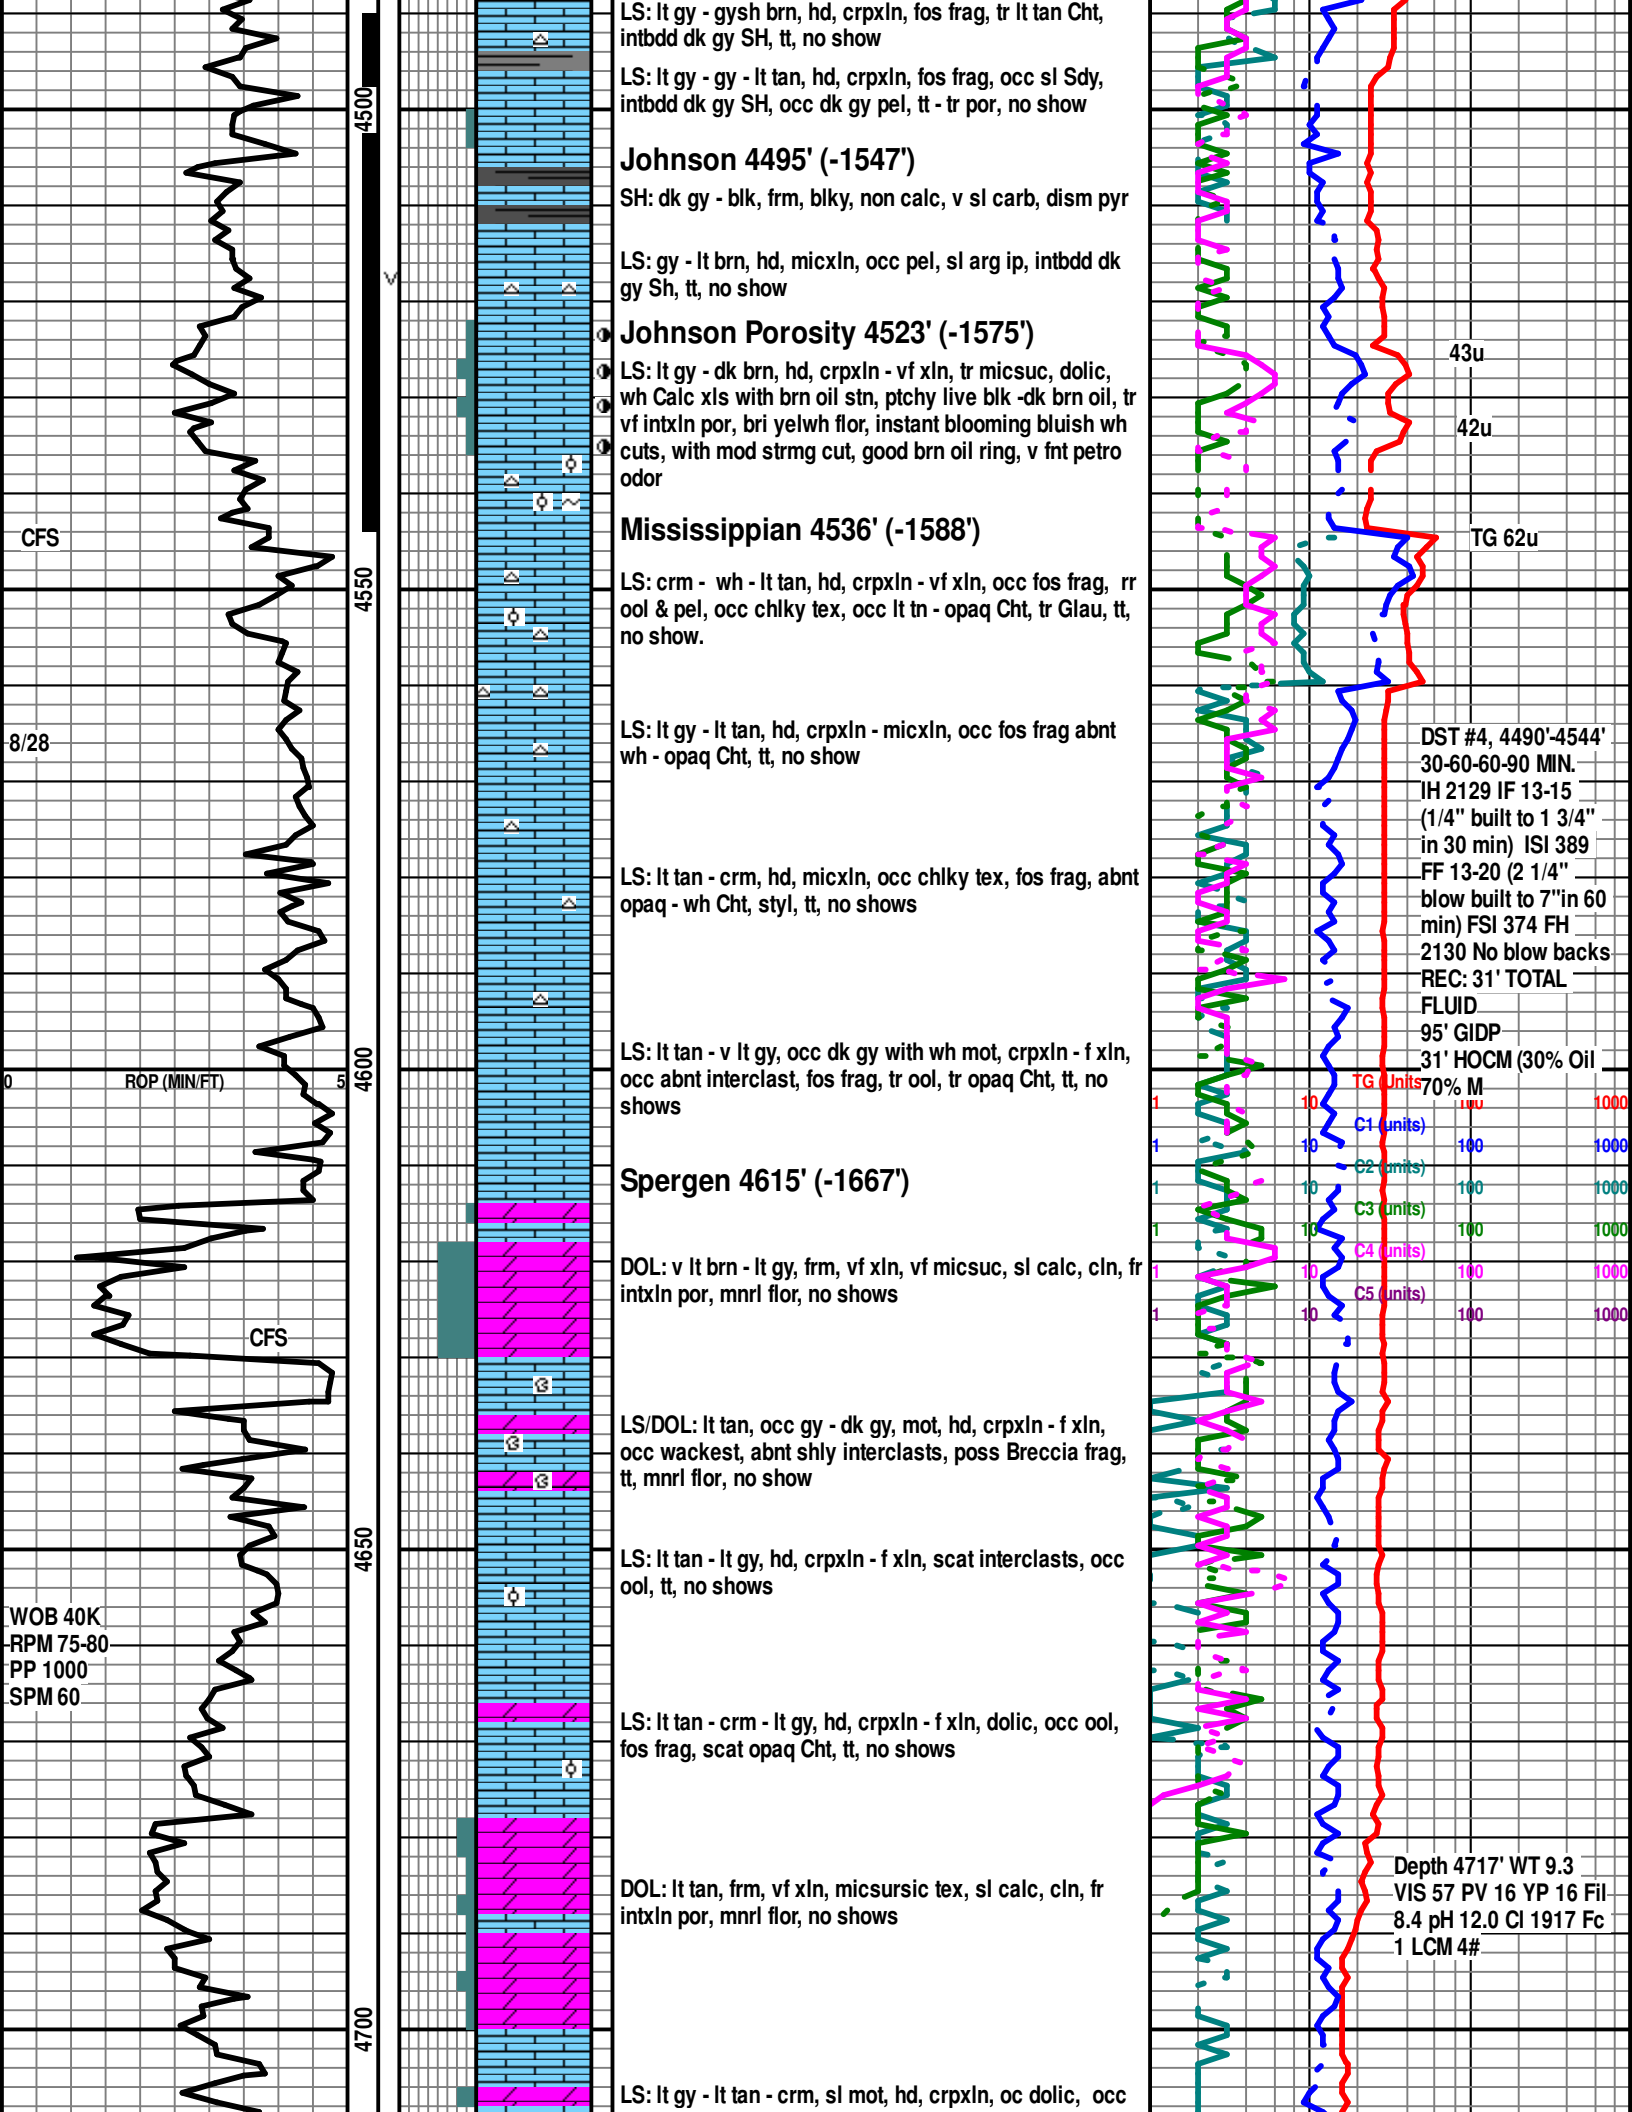 LS: lt gy - gysh brn, hd, crpxln, fos frag, tr lt tan Cht,
intbdd dk gy SH, tt, no show
LS: lt gy - gy - lt tan, hd, crpxln, fos frag, occ sl Sdy,
intbdd dk gy SH, occ dk gy pel, tt - tr por, no show
4500
Johnson 4495' (-1547')
SH: dk gy - blk, frm, blky, non calc, v sl carb, dism pyr
LS: gy - lt brn, hd, micxln, occ pel, sl arg ip, intbdd dk
gy Sh, tt, no show
V
Johnson Porosity 4523' (-1575')
43u
LS: lt gy - dk brn, hd, crpxln - vf xln, tr micsuc, dolic,
wh Calc xls with brn oil stn, ptchy live blk -dk brn oil, tr
vf intxln por, bri yelwh flor, instant blooming bluish wh
cuts, with mod strmg cut, good brn oil ring, v fnt petro
odor
42u
Mississippian 4536' (-1588')
CFS
TG 62u
4550
LS: crm - wh - lt tan, hd, crpxln - vf xln, occ fos frag, rr
ool & pel, occ chlky tex, occ lt tn - opaq Cht, tr Glau, tt,
no show.
8/28
LS: lt gy - lt tan, hd, crpxln - micxln, occ fos frag abnt
wh - opaq Cht, tt, no show
DST #4, 4490'-4544'
30-60-60-90 MIN.
IH 2129 IF 13-15
(1/4" built to 1 3/4"
in 30 min) ISI 389
FF 13-20 (2 1/4"
blow built to 7"in 60
min) FSI 374 FH
2130 No blow backs
REC: 31' TOTAL
FLUID
95' GIDP
31' HOCM (30% Oil
70% M
LS: lt tan - crm, hd, micxln, occ chlky tex, fos frag, abnt
opaq - wh Cht, styl, tt, no shows
LS: lt tan - v lt gy, occ dk gy with wh mot, crpxln - f xln,
occ abnt interclast, fos frag, tr ool, tr opaq Cht, tt, no
shows
0 ROP (MIN/FT) 5
4600
TG (Units
1 10 100 1000
C1 (units)
1 10 100 1000
C2 (units)
1 10 100 1000
C3 (units)
1 10 100 1000
C4 (units)
1 10 100 1000
C5 (units)
1 10 100 1000
Spergen 4615' (-1667')
DOL: v lt brn - lt gy, frm, vf xln, vf micsuc, sl calc, cln, fr
intxln por, mnrl flor, no shows
CFS
LS/DOL: lt tan, occ gy - dk gy, mot, hd, crpxln - f xln,
occ wackest, abnt shly interclasts, poss Breccia frag,
tt, mnrl flor, no show
4650
LS: lt tan - lt gy, hd, crpxln - f xln, scat interclasts, occ
ool, tt, no shows
WOB 40K
RPM 75-80
PP 1000
SPM 60
LS: lt tan - crm - lt gy, hd, crpxln - f xln, dolic, occ ool,
fos frag, scat opaq Cht, tt, no shows
DOL: lt tan, frm, vf xln, micsursic tex, sl calc, cln, fr
intxln por, mnrl flor, no shows
Depth 4717' WT 9.3
VIS 57 PV 16 YP 16 Fil
8.4 pH 12.0 Cl 1917 Fc
1 LCM 4#
4700
LS: lt gy - lt tan - crm, sl mot, hd, crpxln, oc dolic, occ